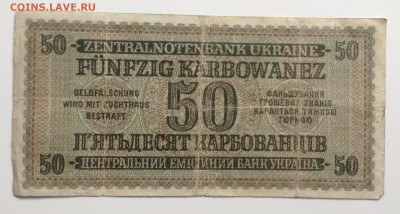 COINS.LAVE.RU
50 ZENTRALNOTENBANK UKRAINE 50
FÜNFZIG KARBOWANEZ
GELDFÄLSCHUNG
WIRD MIT ZUCHTHAUS
BESTRAFT
50
ФАЛЬШУВАННЯ
ГРОШЕВИХ ЗНАКІВ
КАРАЄТЬСЯ ТЯЖКОЮ
ТЮРМОЮ
П'ЯТЬДЕСЯТ КАРБОВАНЦІВ
50 ЦЕНТРАЛЬНИЙ ЕМІСІЙНИЙ БАНК УКРАЇНА 50